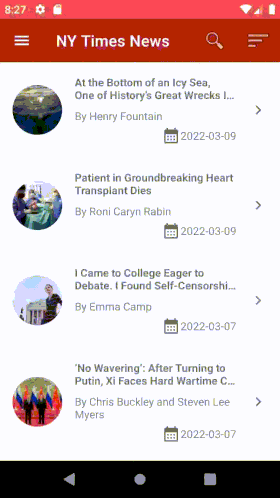 8:27
NY Times News
At the Bottom of an Icy Sea,
One of History's Great Wrecks I...
By Henry Fountain
2022-03-09
Patient in Groundbreaking Heart
Transplant Dies
By Roni Caryn Rabin
2022-03-09
I Came to College Eager to
Debate. I Found Self-Censorshi...
By Emma Camp
2022-03-07
'No Wavering': After Turning to
Putin, Xi Faces Hard Wartime C...
By Chris Buckley and Steven Lee
Myers
2022-03-07